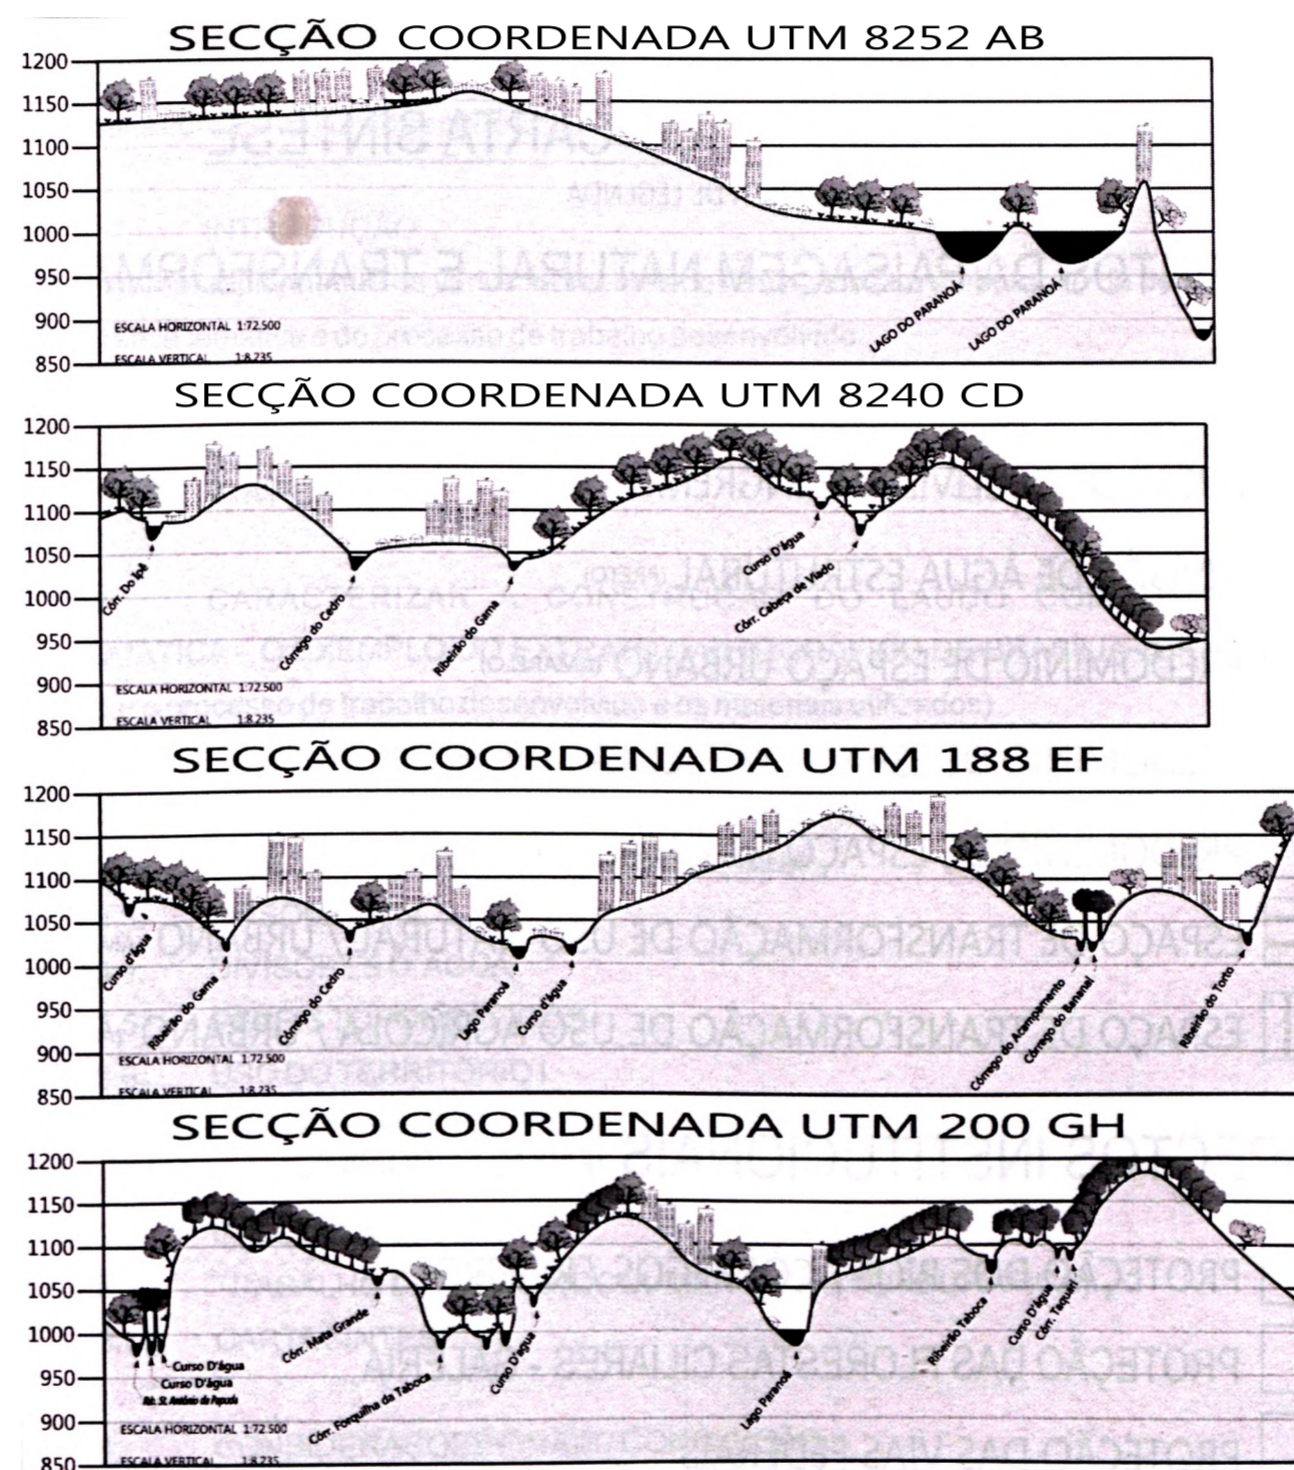 SECÇÃO COORDENADA UTM 8252 AB
1200
1150
1100
1050
1000
950
900
850
LAGO DO PARANOÁ
LAGO DO PARANOÁ
ESCALA HORIZONTAL 1:72.500
ESCALA VERTICAL 1:8.235
SECÇÃO COORDENADA UTM 8240 CD
1200
1150
1100
1050
1000
950
900
850
Córr. Do Ipê
Córrego do Cedro
Ribeirão do Gama
Curso D'água
Córr. Cabeça de Viado
ESCALA HORIZONTAL 1:72.500
ESCALA VERTICAL 1:8.235
SECÇÃO COORDENADA UTM 188 EF
1200
1150
1100
1050
1000
950
900
850
Curso d'água
Ribeirão do Gama
Córrego do Cedro
Lago Paranoá
Curso d'água
Córrego do Acampamento
Córrego do Bananal
Ribeirão do Torto
ESCALA HORIZONTAL 1:72.500
ESCALA VERTICAL 1:8.235
SECÇÃO COORDENADA UTM 200 GH
1200
1150
1100
1050
1000
950
900
850
Curso D'água
Curso D'água
Rib. St. Antônio da Papuda
Córr. Mata Grande
Córr. Forquilha da Taboca
Curso D'água
Lago Paranoá
Ribeirão Taboca
Curso D'água
Córr. Taquari
ESCALA HORIZONTAL 1:72.500
ESCALA VERTICAL 1:8.235